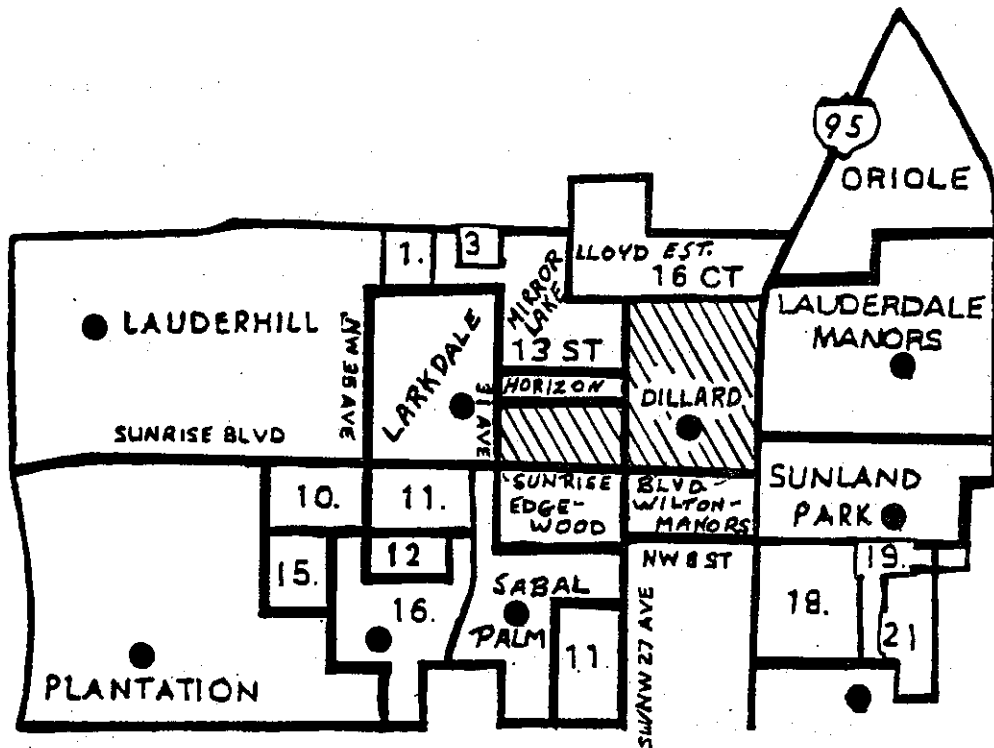 95
ORIOLE
1.
3
LLOYD EST.
16 CT
MIRROR
LAKE
13 ST
LAUDERDALE
MANORS
LAUDERHILL
NW 38 AVE
LARKDALE
31 AVE
HORIZON
DILLARD
SUNRISE BLVD
10.
11.
SUNRISE
EDGE-
WOOD
BLVD-
WILTON-
MANORS
SUNLAND
PARK
12
15.
16.
SABAL
PALM
11
NW 8 ST
SW/NW 27 AVE
18.
19.
21
PLANTATION